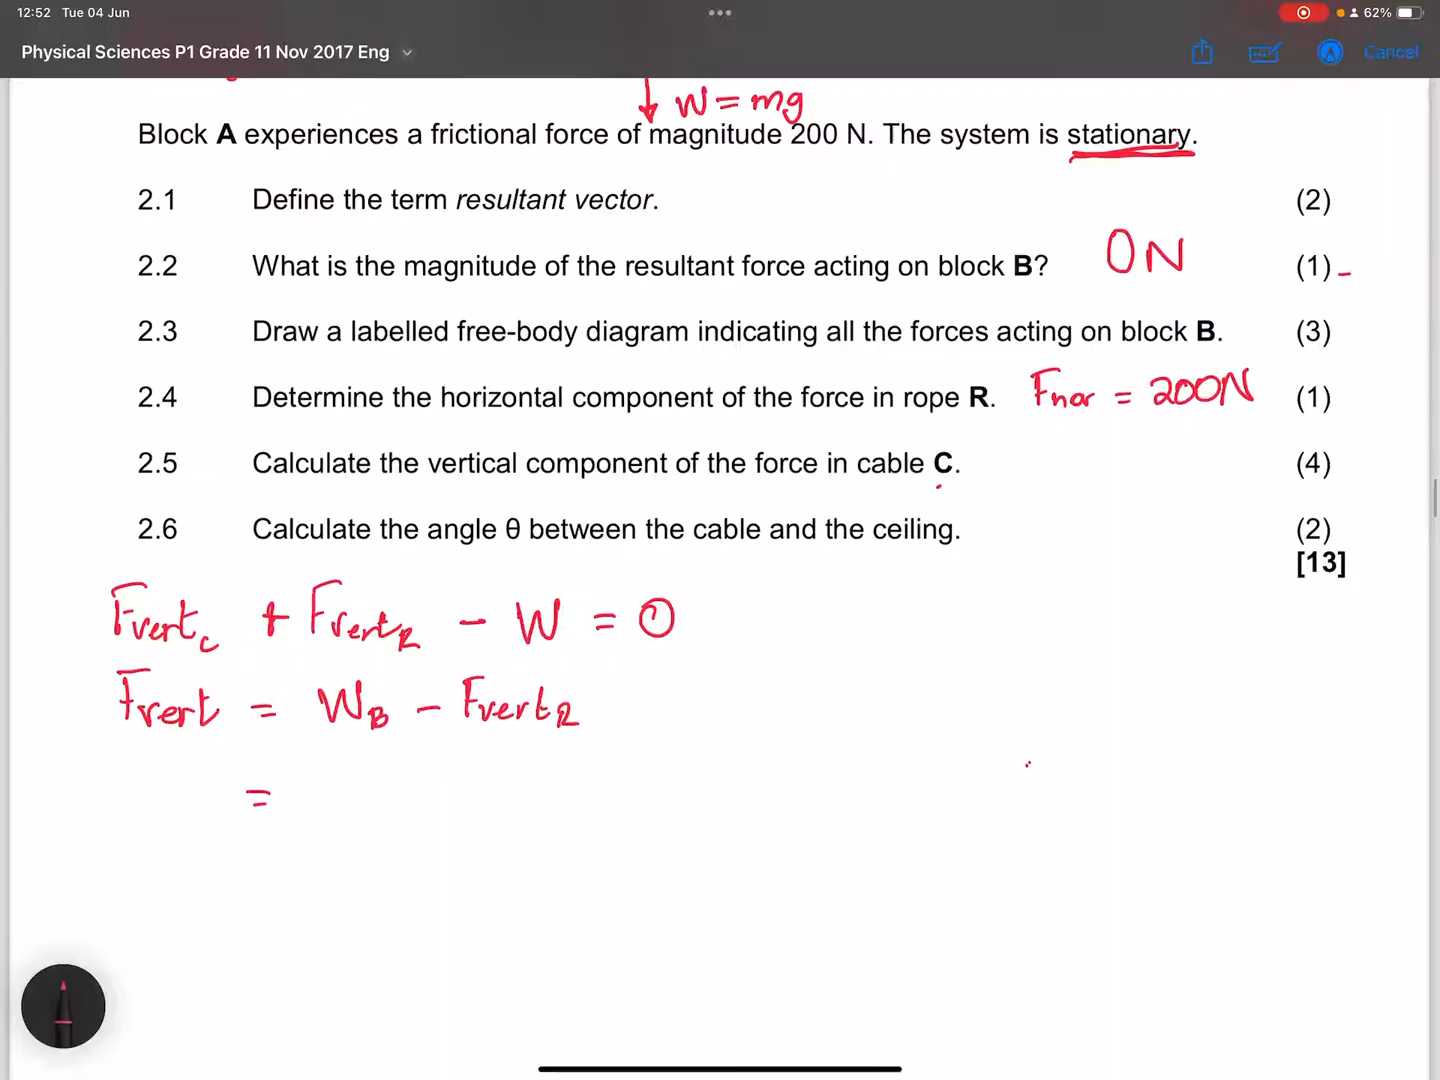 12:52 Tue 04 Jun
62%
Physical Sciences P1 Grade 11 Nov 2017 Eng
Cancel
W = mg
Block A experiences a frictional force of magnitude 200 N. The system is stationary.
2.1 Define the term resultant vector. (2)
2.2 What is the magnitude of the resultant force acting on block B? 0N (1)
2.3 Draw a labelled free-body diagram indicating all the forces acting on block B. (3)
2.4 Determine the horizontal component of the force in rope R. Fhor = 200N (1)
2.5 Calculate the vertical component of the force in cable C. (4)
2.6 Calculate the angle θ between the cable and the ceiling. (2)
[13]
Fvert_C + Fvert_R - W = 0
Fvert = W_B - Fvert_R
=